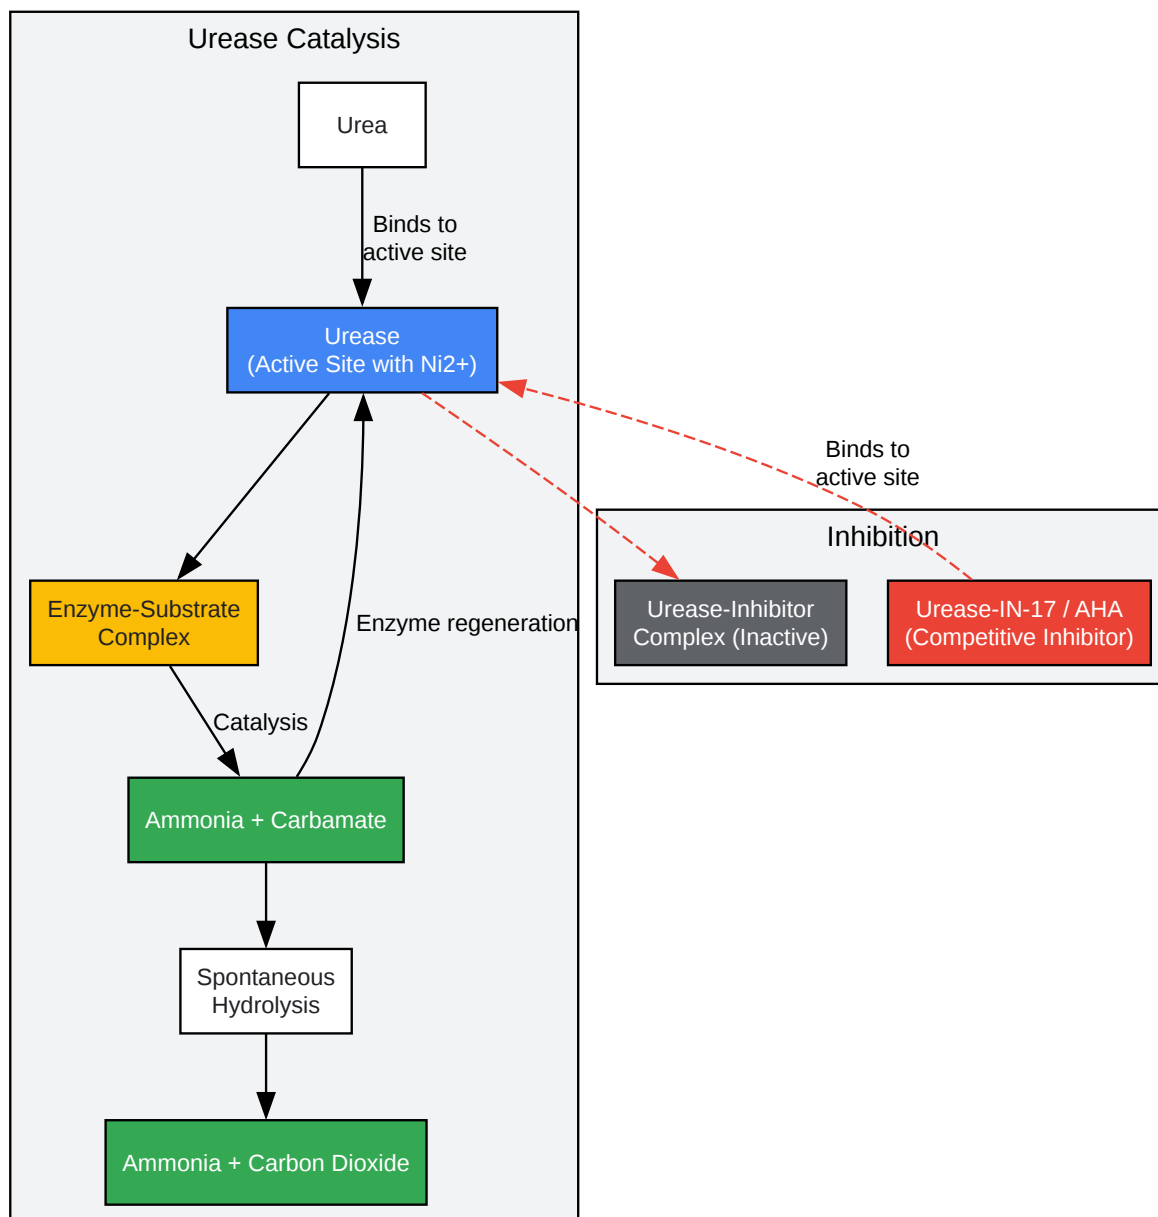 Urease Catalysis
Urea
Binds to
active site
Urease
(Active Site with Ni2+)
Binds to
active site
Inhibition
Enzyme-Substrate
Complex
Enzyme regeneration
Urease-Inhibitor
Complex (Inactive)
Urease-IN-17 / AHA
(Competitive Inhibitor)
Catalysis
Ammonia + Carbamate
Spontaneous
Hydrolysis
Ammonia + Carbon Dioxide